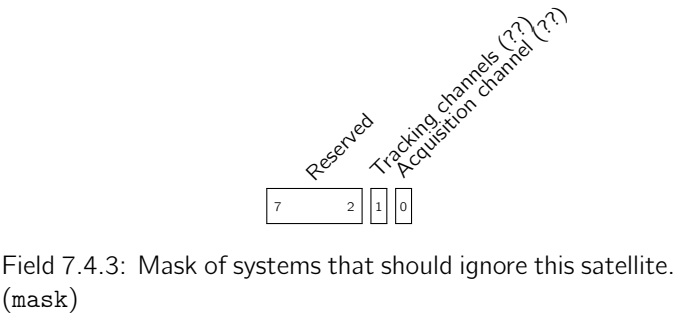 Reserved
Tracking channels (??)
Acquisition channel (??)
7 2 1 0
Field 7.4.3: Mask of systems that should ignore this satellite.
(mask)